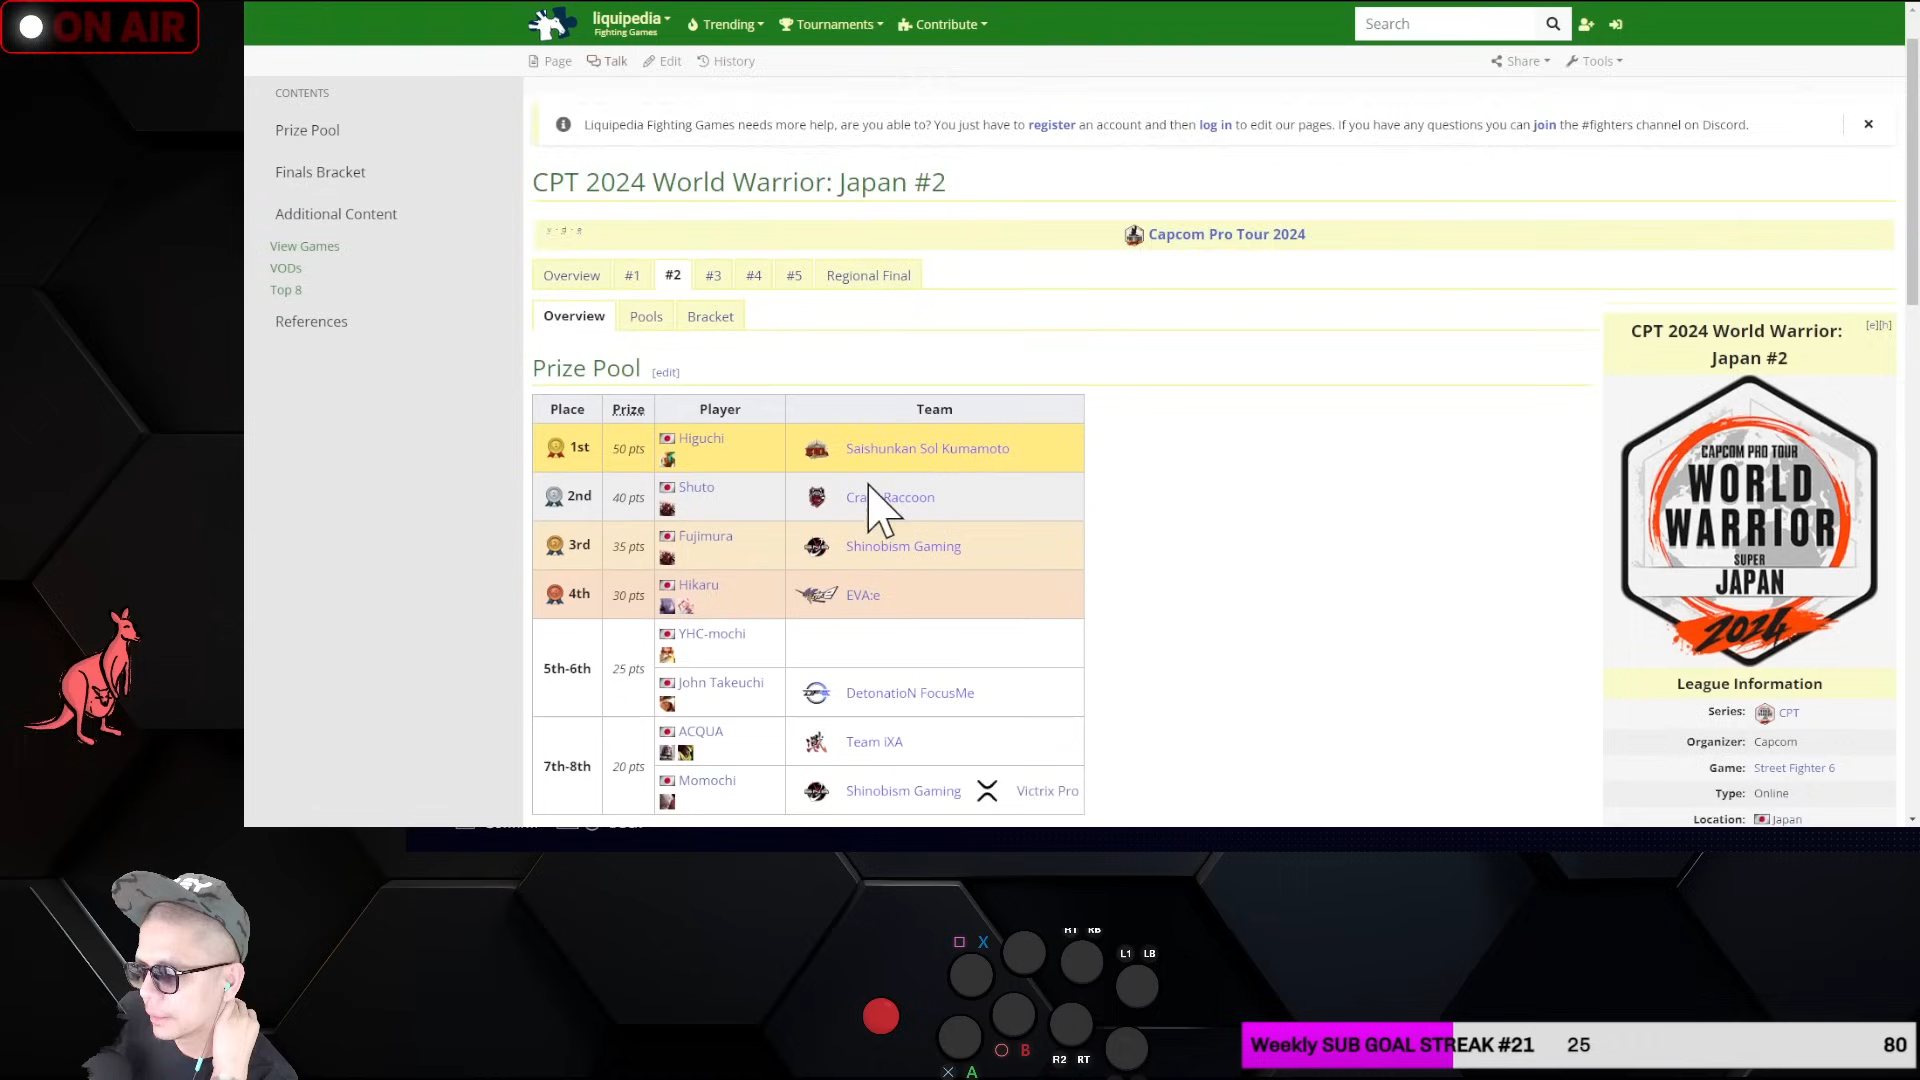 ON AIR
liquipedia
Fighting Games
Trending
Tournaments
Contribute
Search
Page
Talk
Edit
History
Share
Tools
CONTENTS
Prize Pool
Finals Bracket
Additional Content
View Games
VODs
Top 8
References
Liquipedia Fighting Games needs more help, are you able to? You just have to register an account and then log in to edit our pages. If you have any questions you can join the #fighters channel on Discord.
CPT 2024 World Warrior: Japan #2
Capcom Pro Tour 2024
Overview #1 #2 #3 #4 #5 Regional Final
Overview Pools Bracket
Prize Pool [edit]
Place Prize Player Team
1st 50 pts Higuchi Saishunkan Sol Kumamoto
2nd 40 pts Shuto Raccoon
3rd 35 pts Fujimura Shinobism Gaming
4th 30 pts Hikaru EVA:e
5th-6th 25 pts YHC-mochi
John Takeuchi DetonatioN FocusMe
7th-8th 20 pts ACQUA Team iXA
Momochi Shinobism Gaming Victrix Pro
[e][h]
CPT 2024 World Warrior:
Japan #2
CAPCOM PRO TOUR
WORLD
WARRIOR
SUPER
JAPAN
2024
League Information
Series: CPT
Organizer: Capcom
Game: Street Fighter 6
Type: Online
Location: Japan
X
R1 RB
L1 LB
B
R2 RT
A
Weekly SUB GOAL STREAK #21 25 80